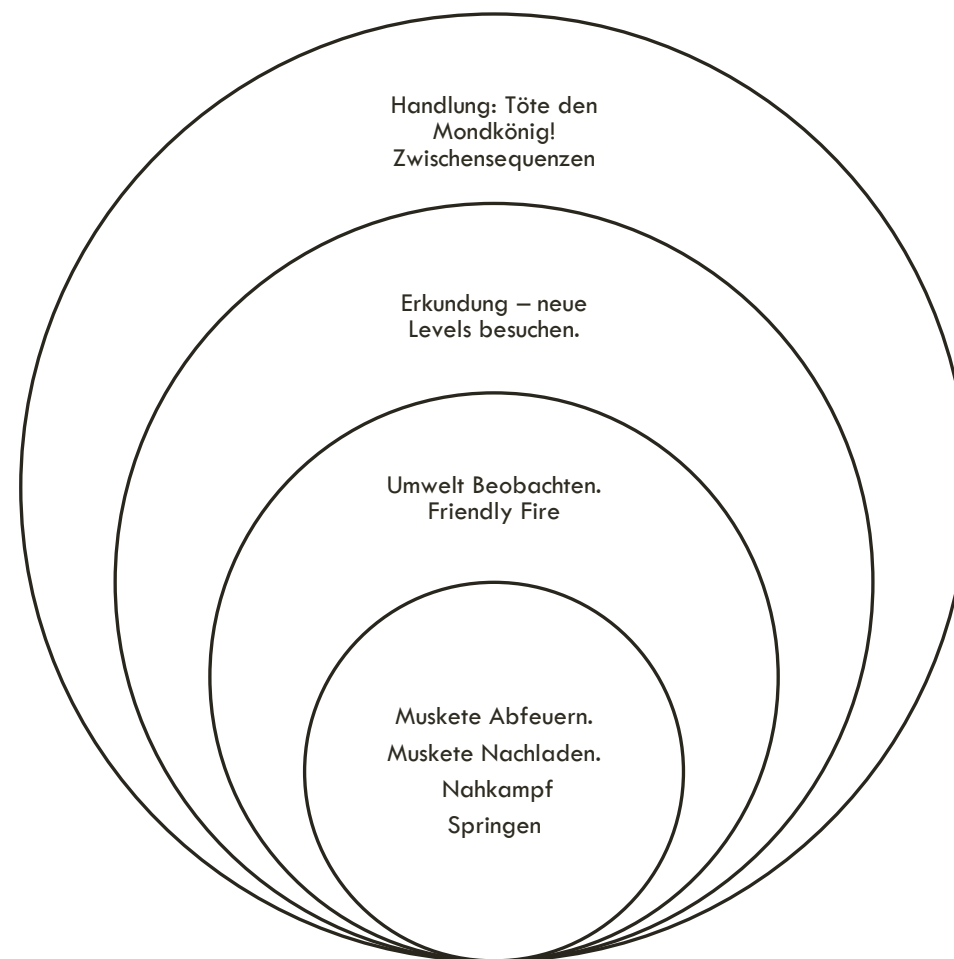 Handlung: Töte den
Mondkönig!
Zwischensequenzen
Erkundung – neue
Levels besuchen.
Umwelt Beobachten.
Friendly Fire
Muskete Abfeuern.
Muskete Nachladen.
Nahkampf
Springen